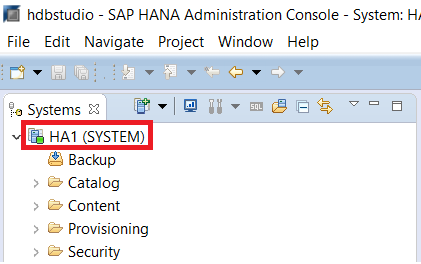 hdbstudio - SAP HANA Administration Console - System: HA
File Edit Navigate Project Window Help
Systems
SQL
HA1 (SYSTEM)
Backup
Catalog
Content
Provisioning
Security